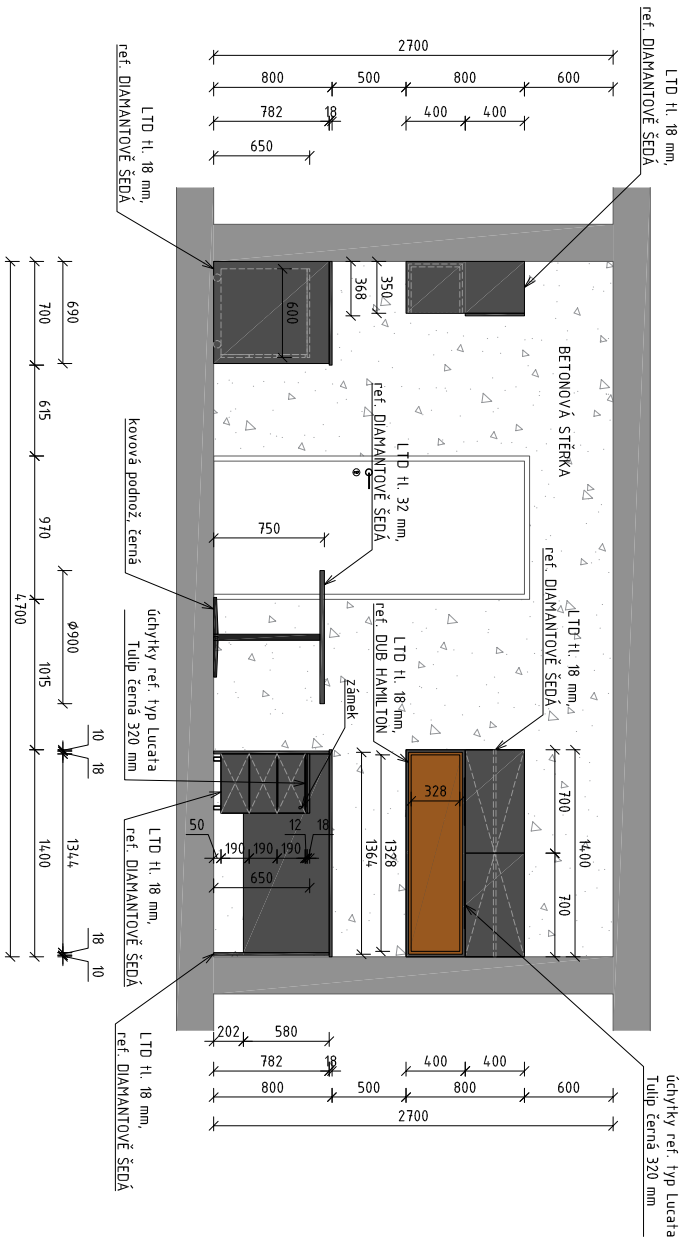 LTD tl. 18 mm,
ref. DIAMANTOVĚ ŠEDÁ
LTD tl. 18 mm,
ref. DIAMANTOVĚ ŠEDÁ
2700
800
500
800
600
782
18
400
400
650
600
368
350
BETONOVÁ STĚRKA
LTD tl. 32 mm,
ref. DIAMANTOVĚ ŠEDÁ
750
kovová podnož, černá
LTD tl. 18 mm,
ref. DIAMANTOVĚ ŠEDÁ
LTD tl. 18 mm,
ref. DUB HAMILTON
zámek
úchytky ref. typ Lucata
Tulip černá 320 mm
328
700
700
1400
1328
1364
50
190
190
190
12
18
650
LTD tl. 18 mm,
ref. DIAMANTOVĚ ŠEDÁ
LTD tl. 18 mm,
ref. DIAMANTOVĚ ŠEDÁ
úchytky ref. typ Lucata
Tulip černá 320 mm
690
ø900
10
18
1344
18
10
700
615
970
1015
1400
4700
202
580
782
18
400
400
800
500
800
600
2700